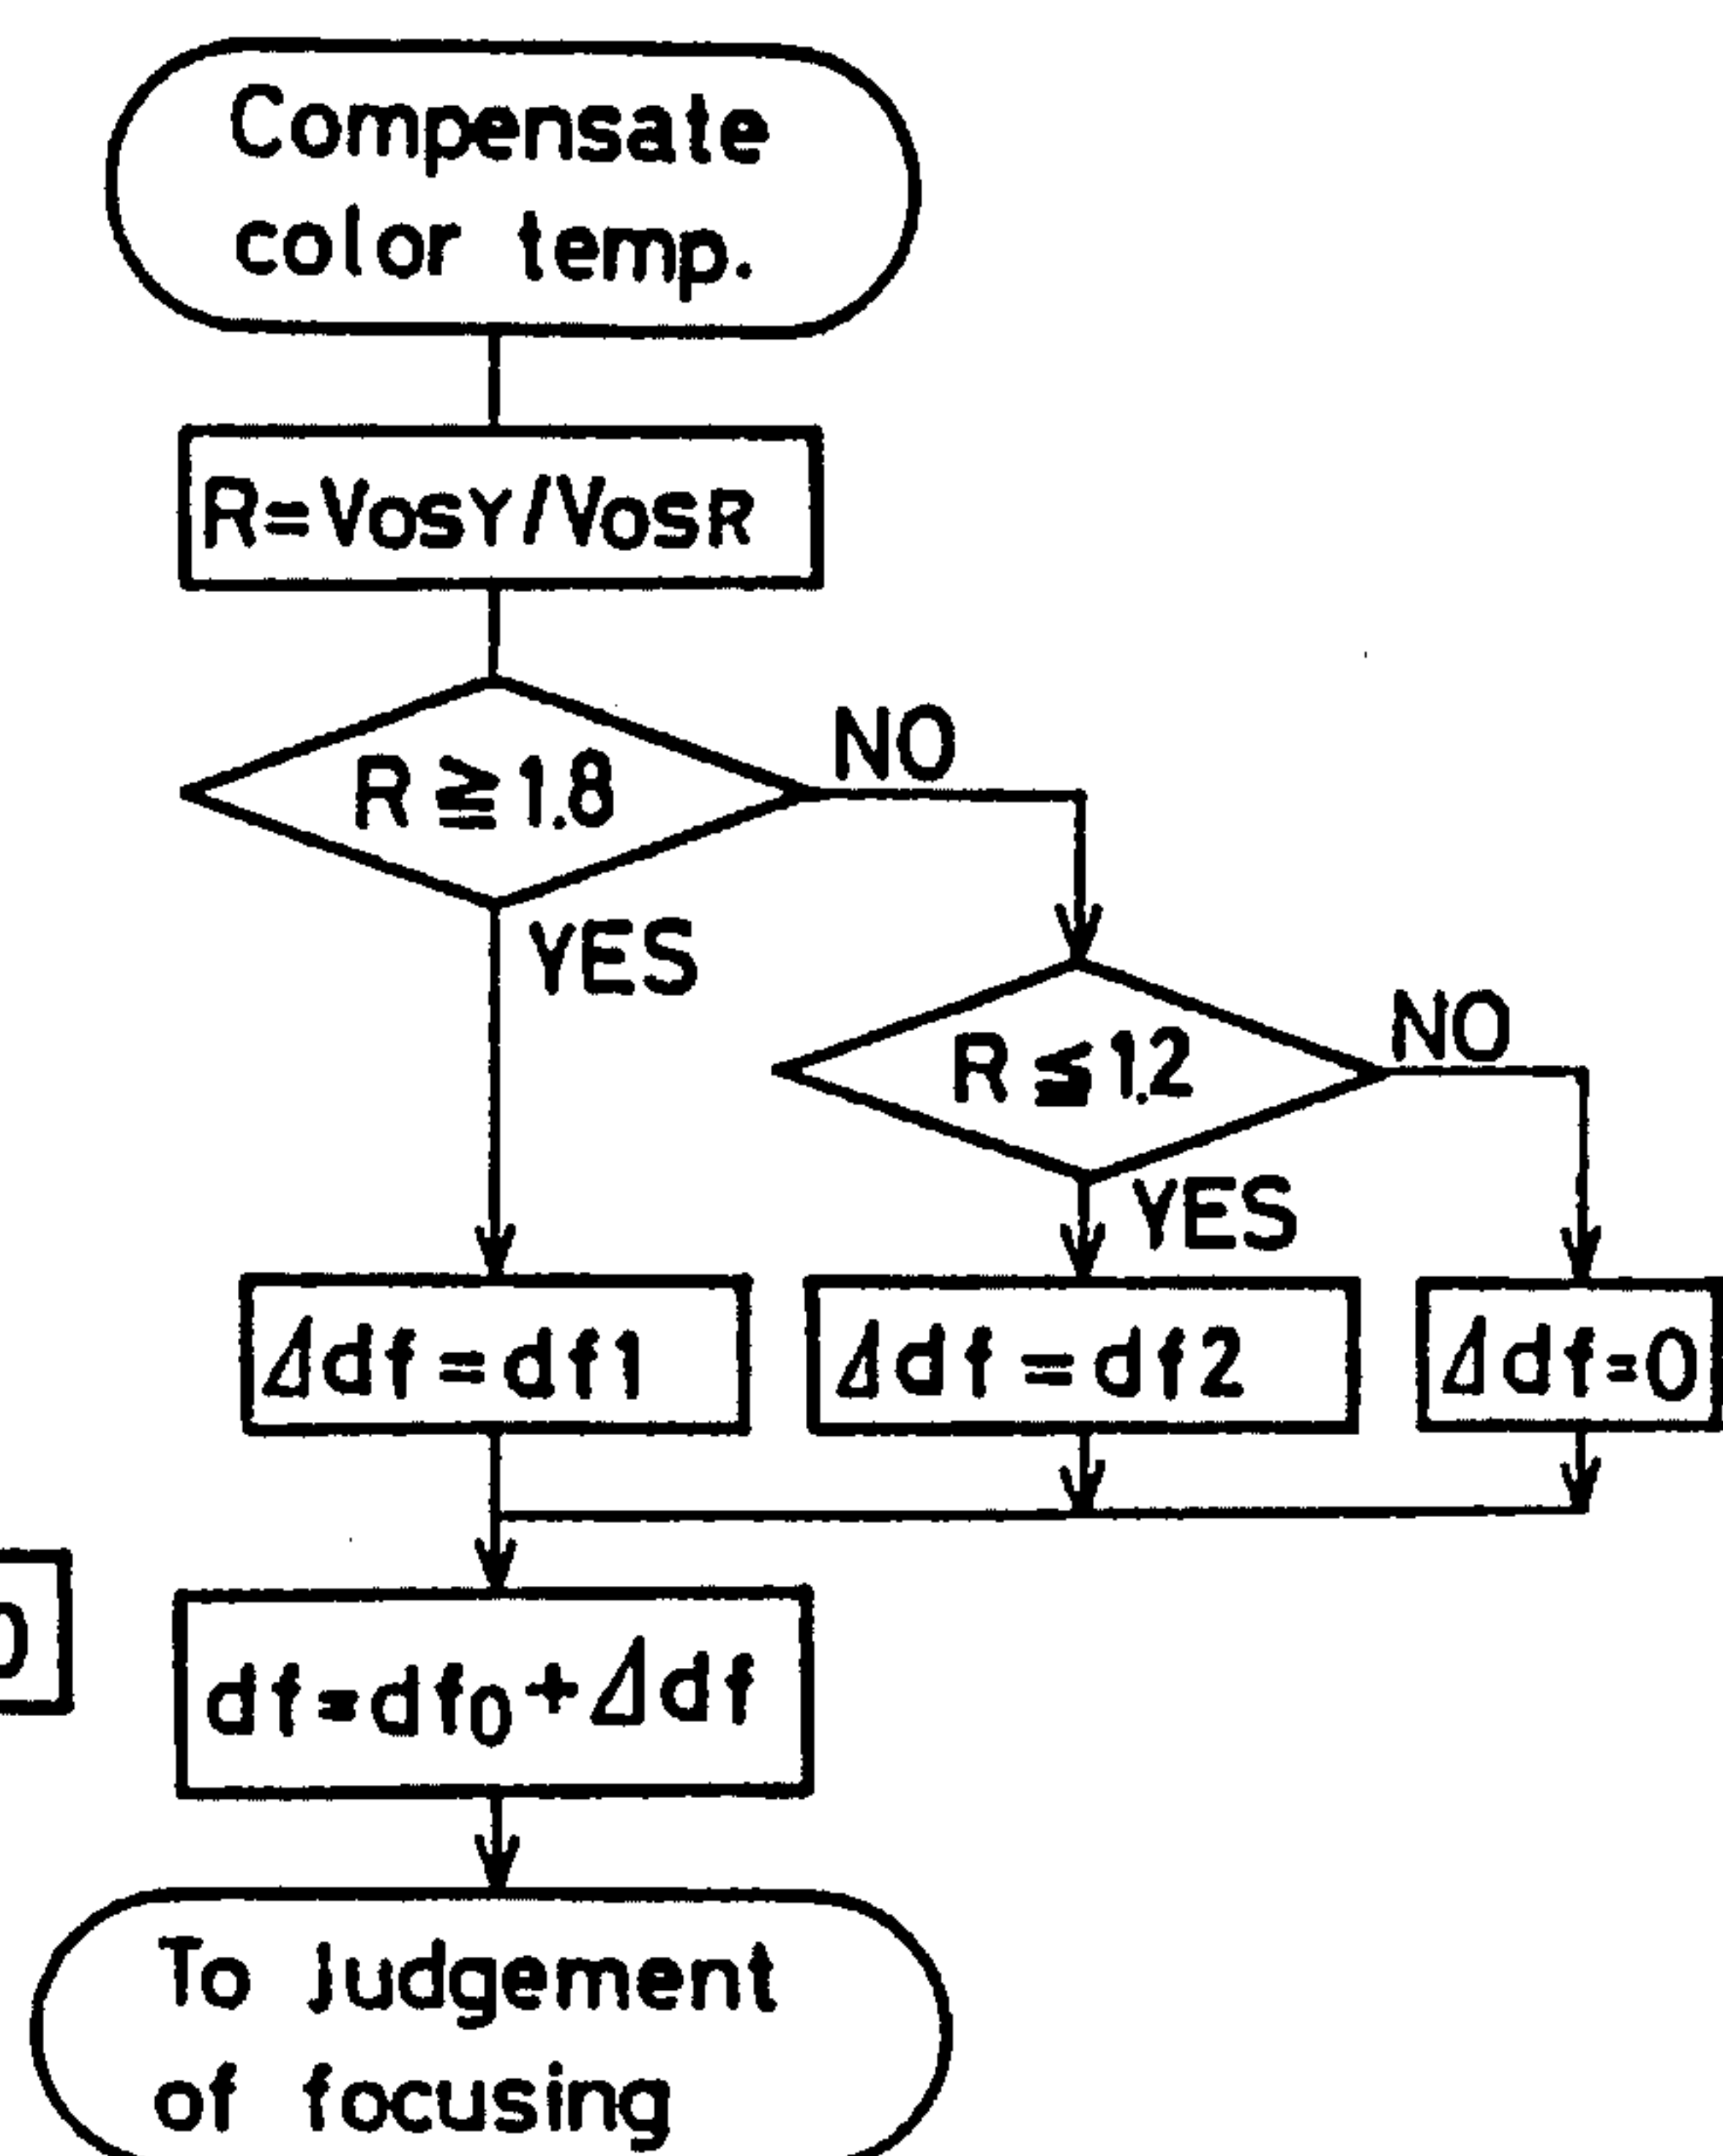 Compensate
color temp.
R=VOSY/VOSR
R≧1.8
NO
YES
R≦1.2
NO
YES
Δdf=df1
Δdf=df2
Δdf=0
df=df0+Δdf
To Judgement
of focusing